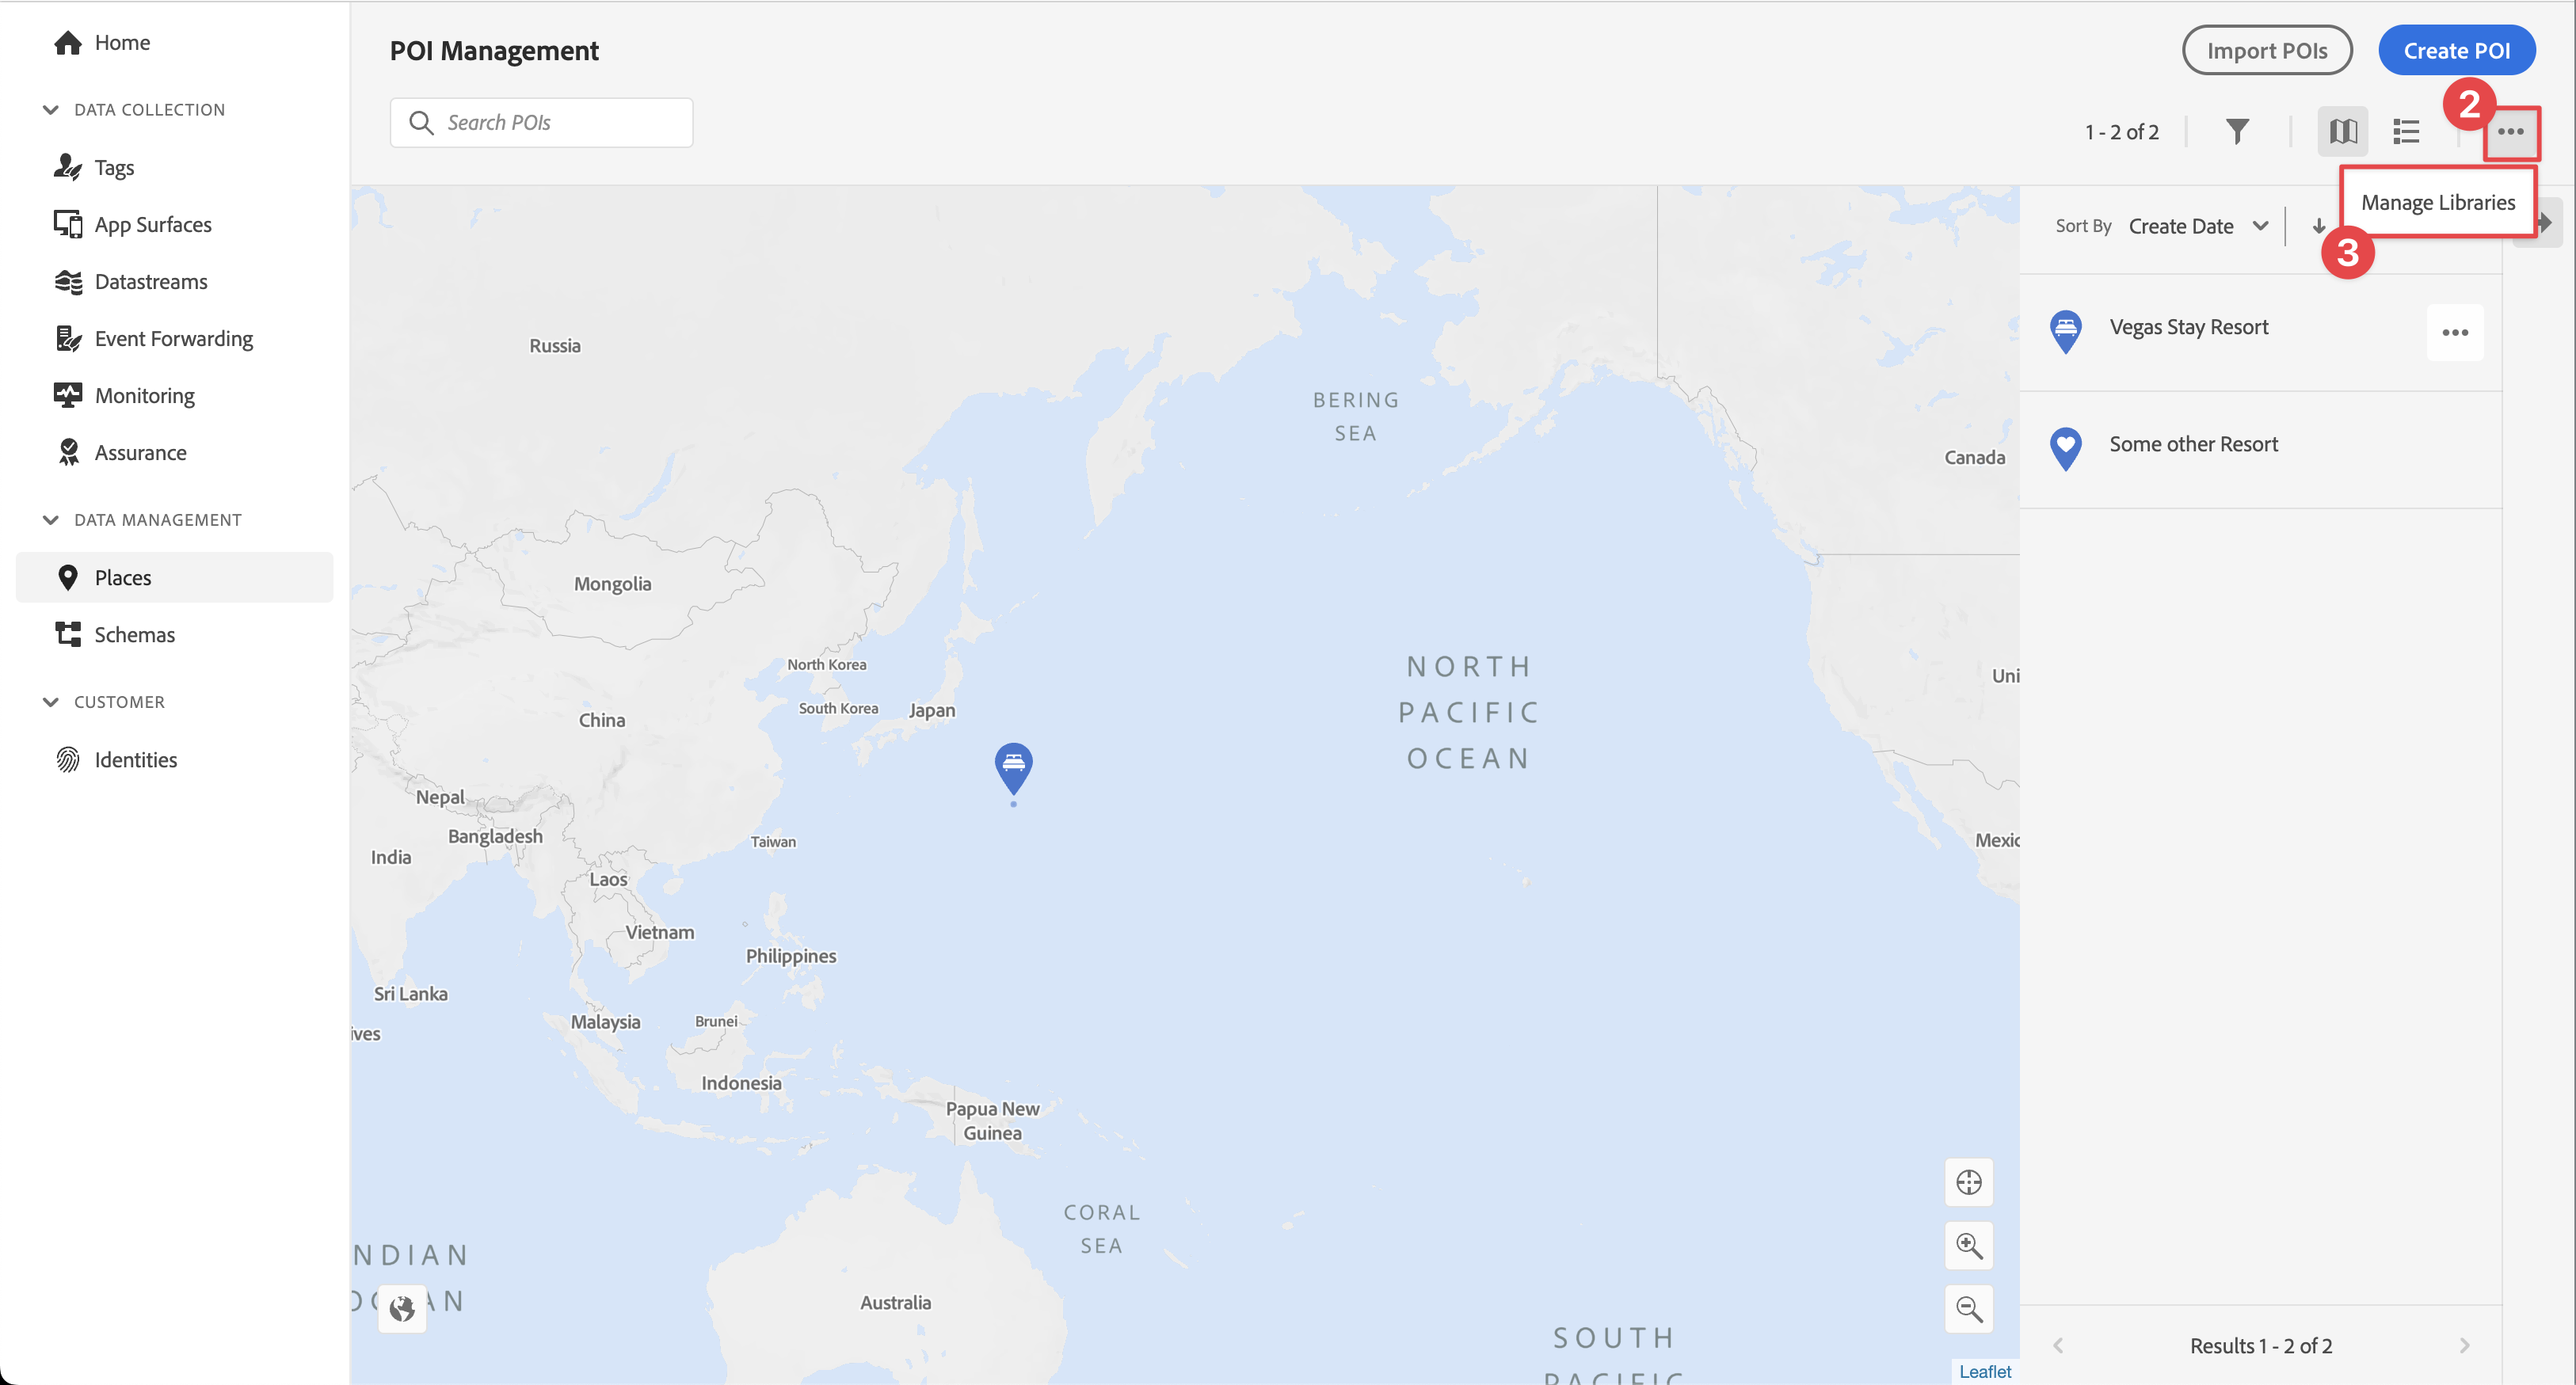 Home
DATA COLLECTION
Tags
App Surfaces
Datastreams
Event Forwarding
Monitoring
Assurance
DATA MANAGEMENT
Places
Schemas
CUSTOMER
Identities
POI Management
Import POIs
Create POI
Search POIs
1 - 2 of 2
2
Manage Libraries
3
Sort By Create Date
Vegas Stay Resort
Some other Resort
Russia
BERING
SEA
Canada
Mongolia
NORTH
PACIFIC
OCEAN
North Korea
South Korea
Japan
China
Uni
Nepal
Bangladesh
India
Taiwan
Mexic
Laos
Vietnam
Philippines
Sri Lanka
Malaysia
Brunei
ives
Indonesia
Papua New
Guinea
CORAL
SEA
NDIAN
Australia
SOUTH
PACIFIC
Leaflet
Results 1 - 2 of 2